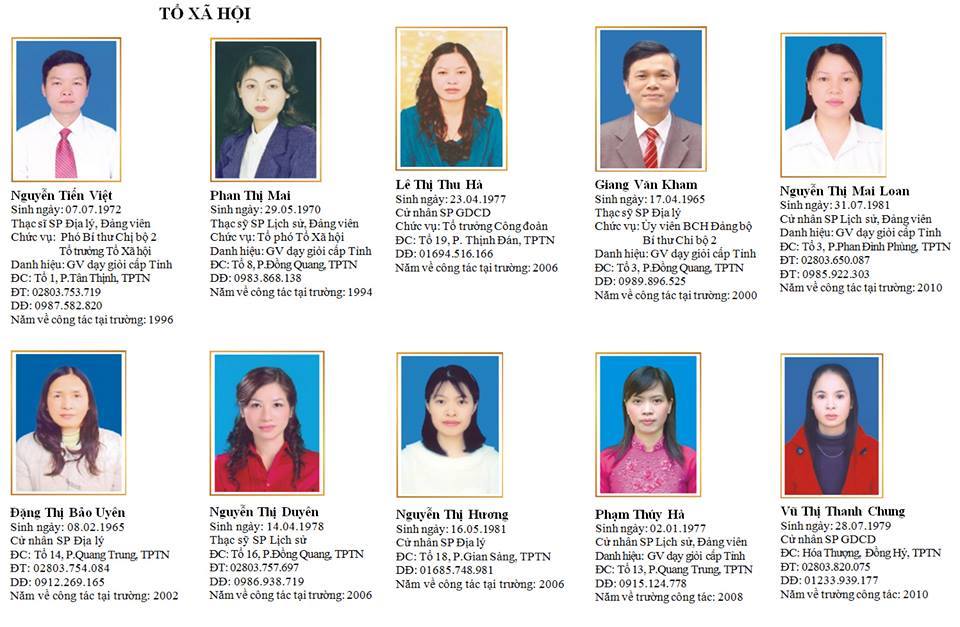 TỔ XÃ HỘI
Nguyễn Tiến Việt
Sinh ngày: 07.07.1972
Thạc sĩ SP Địa lý, Đảng viên
Chức vụ: Phó Bí thư Chị bộ 2
Tổ trưởng Tổ Xã hội
Danh hiệu: GV dạy giỏi cấp Tỉnh
ĐC: Tổ 1, P.Tân Thịnh, TPTN
ĐT: 02803.753.719
DĐ: 0987.582.820
Năm về công tác tại trường: 1996
Phan Thị Mai
Sinh ngày: 29.05.1970
Thạc sỹ SP Lịch sử, Đảng viên
Chức vụ: Tổ phó Tổ Xã hội
Danh hiệu: GV dạy giỏi cấp Tỉnh
ĐC: Tổ 8, P.Đồng Quang, TPTN
DĐ: 0983.868.138
Năm về công tác tại trường: 1994
Lê Thị Thu Hà
Sinh ngày: 23.04.1977
Cử nhân SP GDCD
Chức vụ: Tổ trưởng Công đoàn
ĐC: Tổ 19, P. Thịnh Đán, TPTN
DĐ: 01694.516.166
Năm về công tác tại trường: 2006
Giang Văn Kham
Sinh ngày: 17.04.1965
Thạc sỹ SP Địa lý
Chức vụ: Ủy viên BCH Đảng bộ
Bí thư Chi bộ 2
Danh hiệu: GV dạy giỏi cấp Tỉnh
ĐC: Tổ 3, P.Đồng Quang, TPTN
DĐ: 0989.896.525
Năm về công tác tại trường: 2000
Nguyễn Thị Mai Loan
Sinh ngày: 31.07.1981
Cử nhân SP Lịch sử, Đảng viên
Danh hiệu: GV dạy giỏi cấp Tỉnh
ĐC: Tổ 3, P.Phan Đình Phùng, TPTN
ĐT: 02803.650.087
DĐ: 0985.922.303
Năm về công tác tại trường: 2010
Đặng Thị Bảo Uyên
Sinh ngày: 08.02.1965
Cử nhân SP Địa lý
ĐC: Tổ 14, P.Quang Trung, TPTN
ĐT: 02803.754.084
DĐ: 0912.269.165
Năm về công tác tại trường: 2002
Nguyễn Thị Duyên
Sinh ngày: 14.04.1978
Thạc sỹ SP Lịch sử
ĐC: Tổ 16, P.Đồng Quang, TPTN
ĐT: 02803.757.697
DĐ: 0986.938.719
Năm về công tác tại trường: 2006
Nguyễn Thị Hương
Sinh ngày: 16.05.1981
Cử nhân SP Địa lý
ĐC: Tổ 18, P.Gian Sàng, TPTN
DĐ: 01685.748.981
Năm về công tác tại trường: 2006
Phạm Thúy Hà
Sinh ngày: 02.01.1977
Cử nhân SP Lịch sử, Đảng viên
Danh hiệu: GV dạy giỏi cấp Tỉnh
ĐC: Tổ 13, P.Quang Trung, TPTN
DĐ: 0915.124.778
Năm về trường công tác: 2008
Vũ Thị Thanh Chung
Sinh ngày: 28.07.1979
Cử nhân SP GDCD
ĐC: Hóa Thượng, Đồng Hỷ, TPTN
ĐT: 02803.820.075
DĐ: 01233.939.177
Năm về trường công tác: 2010